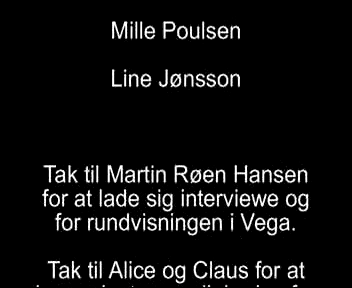 Mille Poulsen
Line Jønsson
Tak til Martin Røen Hansen
for at lade sig interviewe og
for rundvisningen i Vega.
Tak til Alice og Claus for at